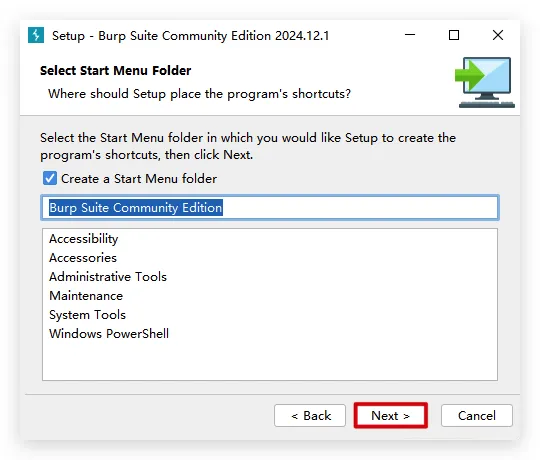 Setup - Burp Suite Community Edition 2024.12.1
Select Start Menu Folder
Where should Setup place the program's shortcuts?
Select the Start Menu folder in which you would like Setup to create the
program's shortcuts, then click Next.
Create a Start Menu folder
Burp Suite Community Edition
Accessibility
Accessories
Administrative Tools
Maintenance
System Tools
Windows PowerShell
< Back Next > Cancel